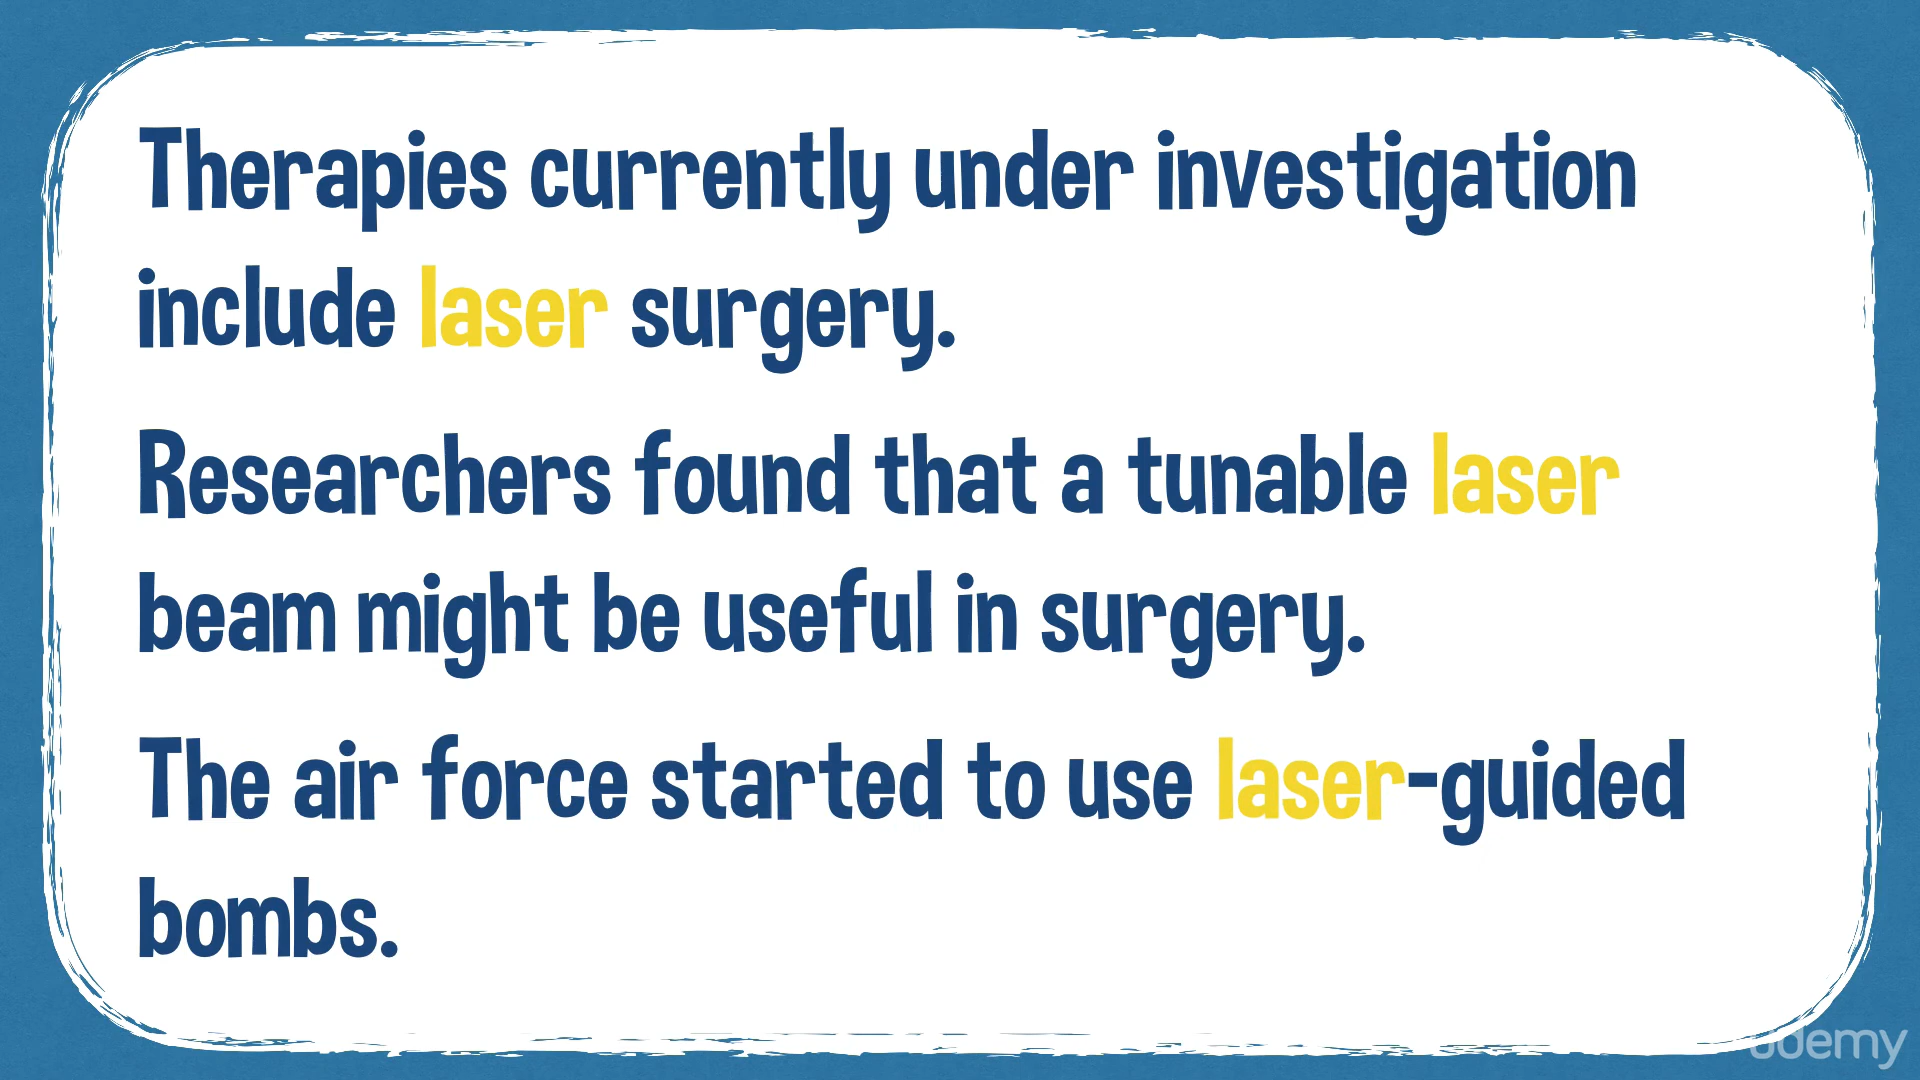 Therapies currently under investigation
include laser surgery.
Researchers found that a tunable laser
beam might be useful in surgery.
The air force started to use laser-guided
bombs.
udemy